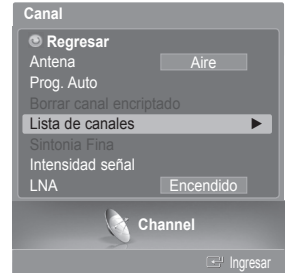 Canal
Regresar
Antena Aire
Prog. Auto
Borrar canal encriptado
Lista de canales
Sintonia Fina
Intensidad señal
LNA Encendido
Channel
Ingresar